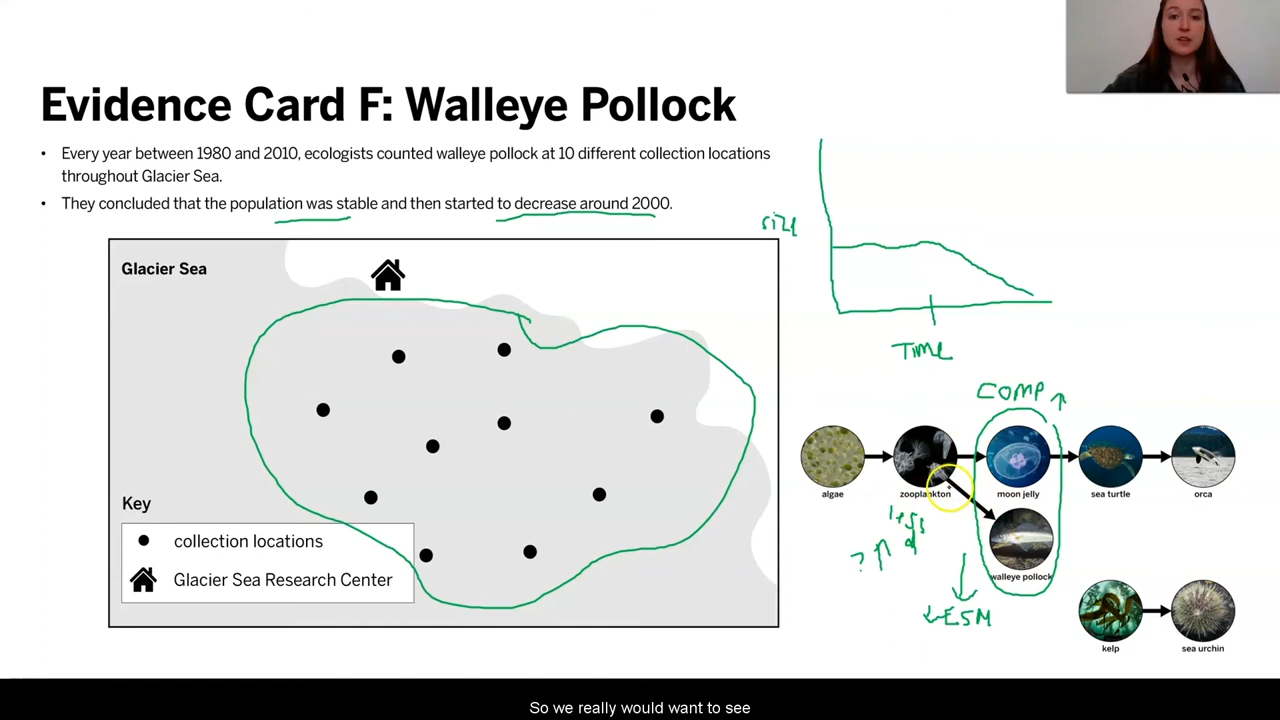 Evidence Card F: Walleye Pollock
• Every year between 1980 and 2010, ecologists counted walleye pollock at 10 different collection locations
throughout Glacier Sea.
• They concluded that the population was stable and then started to decrease around 2000.
size
Time
Glacier Sea
Key
collection locations
Glacier Sea Research Center
COMP ↑
algae
zooplankton
moon jelly
sea turtle
orca
less
? ↑
walleye pollock
↓ESM
kelp
sea urchin
So we really would want to see